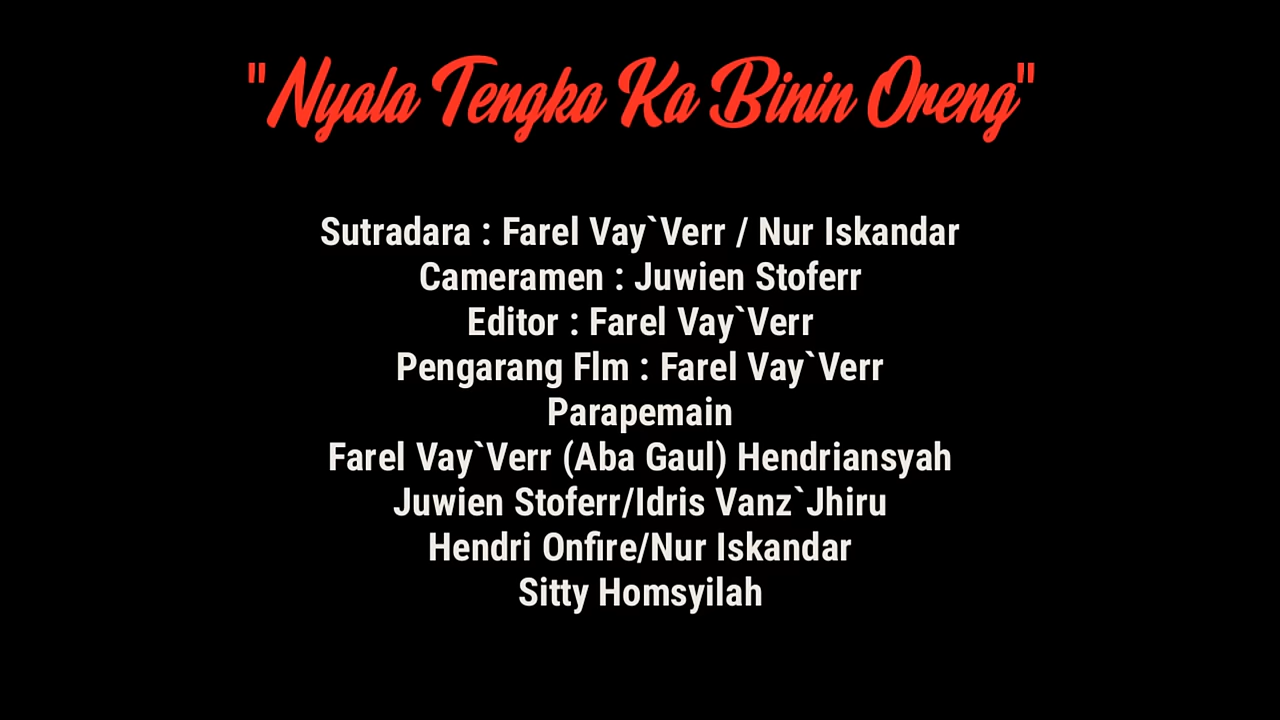 "Nyala Tengka Ka Binin Oreng"
Sutradara : Farel Vay`Verr / Nur Iskandar
Cameramen : Juwien Stoferr
Editor : Farel Vay`Verr
Pengarang Flm : Farel Vay`Verr
Parapemain
Farel Vay`Verr (Aba Gaul) Hendriansyah
Juwien Stoferr/Idris Vanz`Jhiru
Hendri Onfire/Nur Iskandar
Sitty Homsyilah